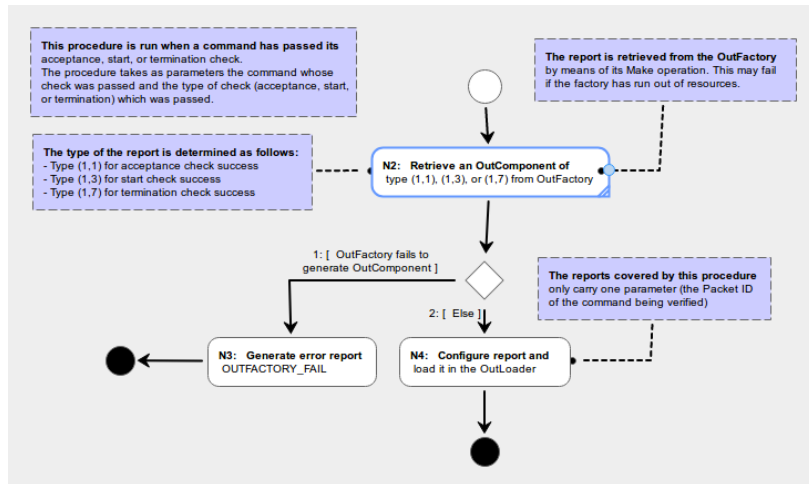 This procedure is run when a command has passed its
acceptance, start, or termination check.
The procedure takes as parameters the command whose
check was passed and the type of check (acceptance, start,
or termination) which was passed.
The report is retrieved from the OutFactory
by means of its Make operation. This may fail
if the factory has run out of resources.
The type of the report is determined as follows:
- Type (1,1) for acceptance check success
- Type (1,3) for start check success
- Type (1,7) for termination check success
N2: Retrieve an OutComponent of
type (1,1), (1,3), or (1,7) from OutFactory
1: [ OutFactory fails to
generate OutComponent ]
The reports covered by this procedure
only carry one parameter (the Packet ID
of the command being verified)
2: [ Else ]
N3: Generate error report
OUTFACTORY_FAIL
N4: Configure report and
load it in the OutLoader